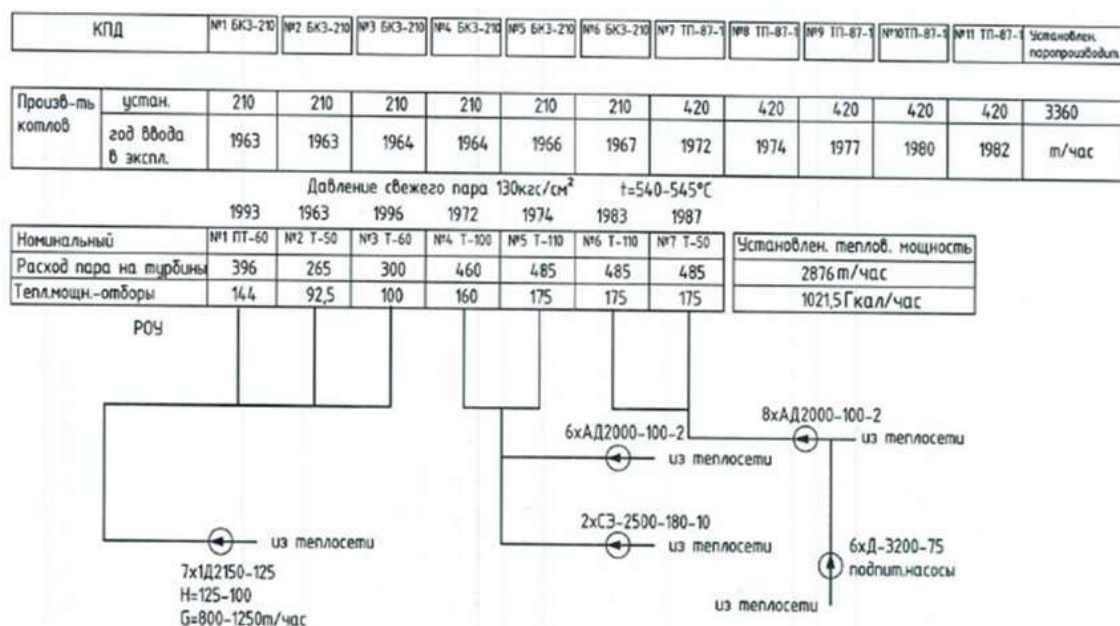 КПД №1 БКЗ-210 №2 БКЗ-210 №3 БКЗ-210 №4 БКЗ-210 №5 БКЗ-210 №6 БКЗ-210 №7 ТП-87-1 №8 ТП-87-1 №9 ТП-87-1 №10ТП-87-1 №11 ТП-87-1 Установлен. паропроизводит.
Произв-ть котлов устан. 210 210 210 210 210 210 420 420 420 420 420 3360
год ввода в экспл. 1963 1963 1964 1964 1966 1967 1972 1974 1977 1980 1982 т/час
Давление свежего пара 130кгс/см² t=540-545°С
1993 1963 1996 1972 1974 1983 1987
Номинальный №1 ПТ-60 №2 Т-50 №3 Т-60 №4 Т-100 №5 Т-110 №6 Т-110 №7 Т-50 Установлен. теплов. мощность
Расход пара на турбины 396 265 300 460 485 485 485 2876т/час
Тепл.мощн.-отборы 144 92,5 100 160 175 175 175 1021,5Гкал/час
РОУ
6хАД2000-100-2
из теплосети
8хАД2000-100-2
из теплосети
2хСЭ-2500-180-10
из теплосети
6хД-3200-75
подпит.насосы
из теплосети
из теплосети
7х1Д2150-125
Н=125-100
G=800-1250т/час